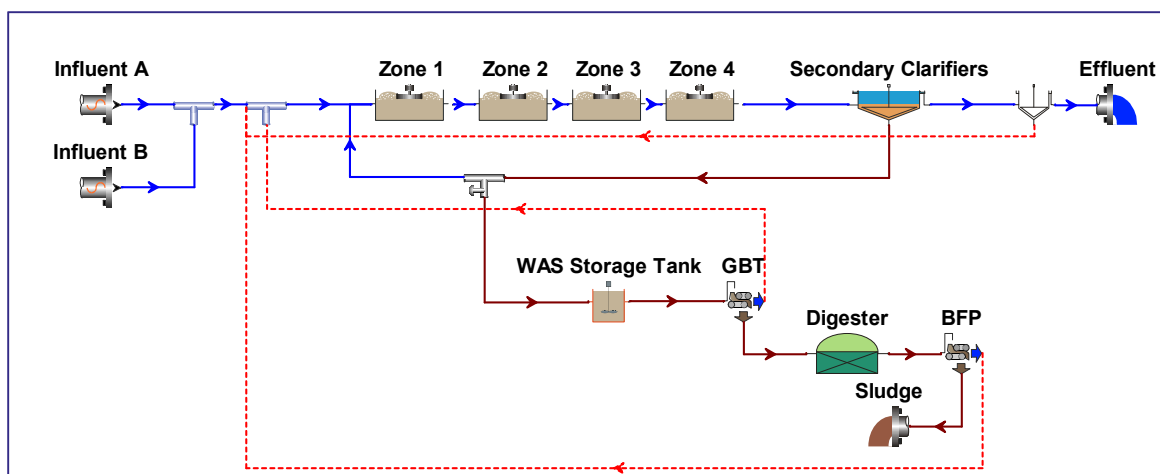 Influent A
Zone 1 Zone 2 Zone 3 Zone 4 Secondary Clarifiers Effluent
Influent B
WAS Storage Tank GBT
Digester BFP
Sludge